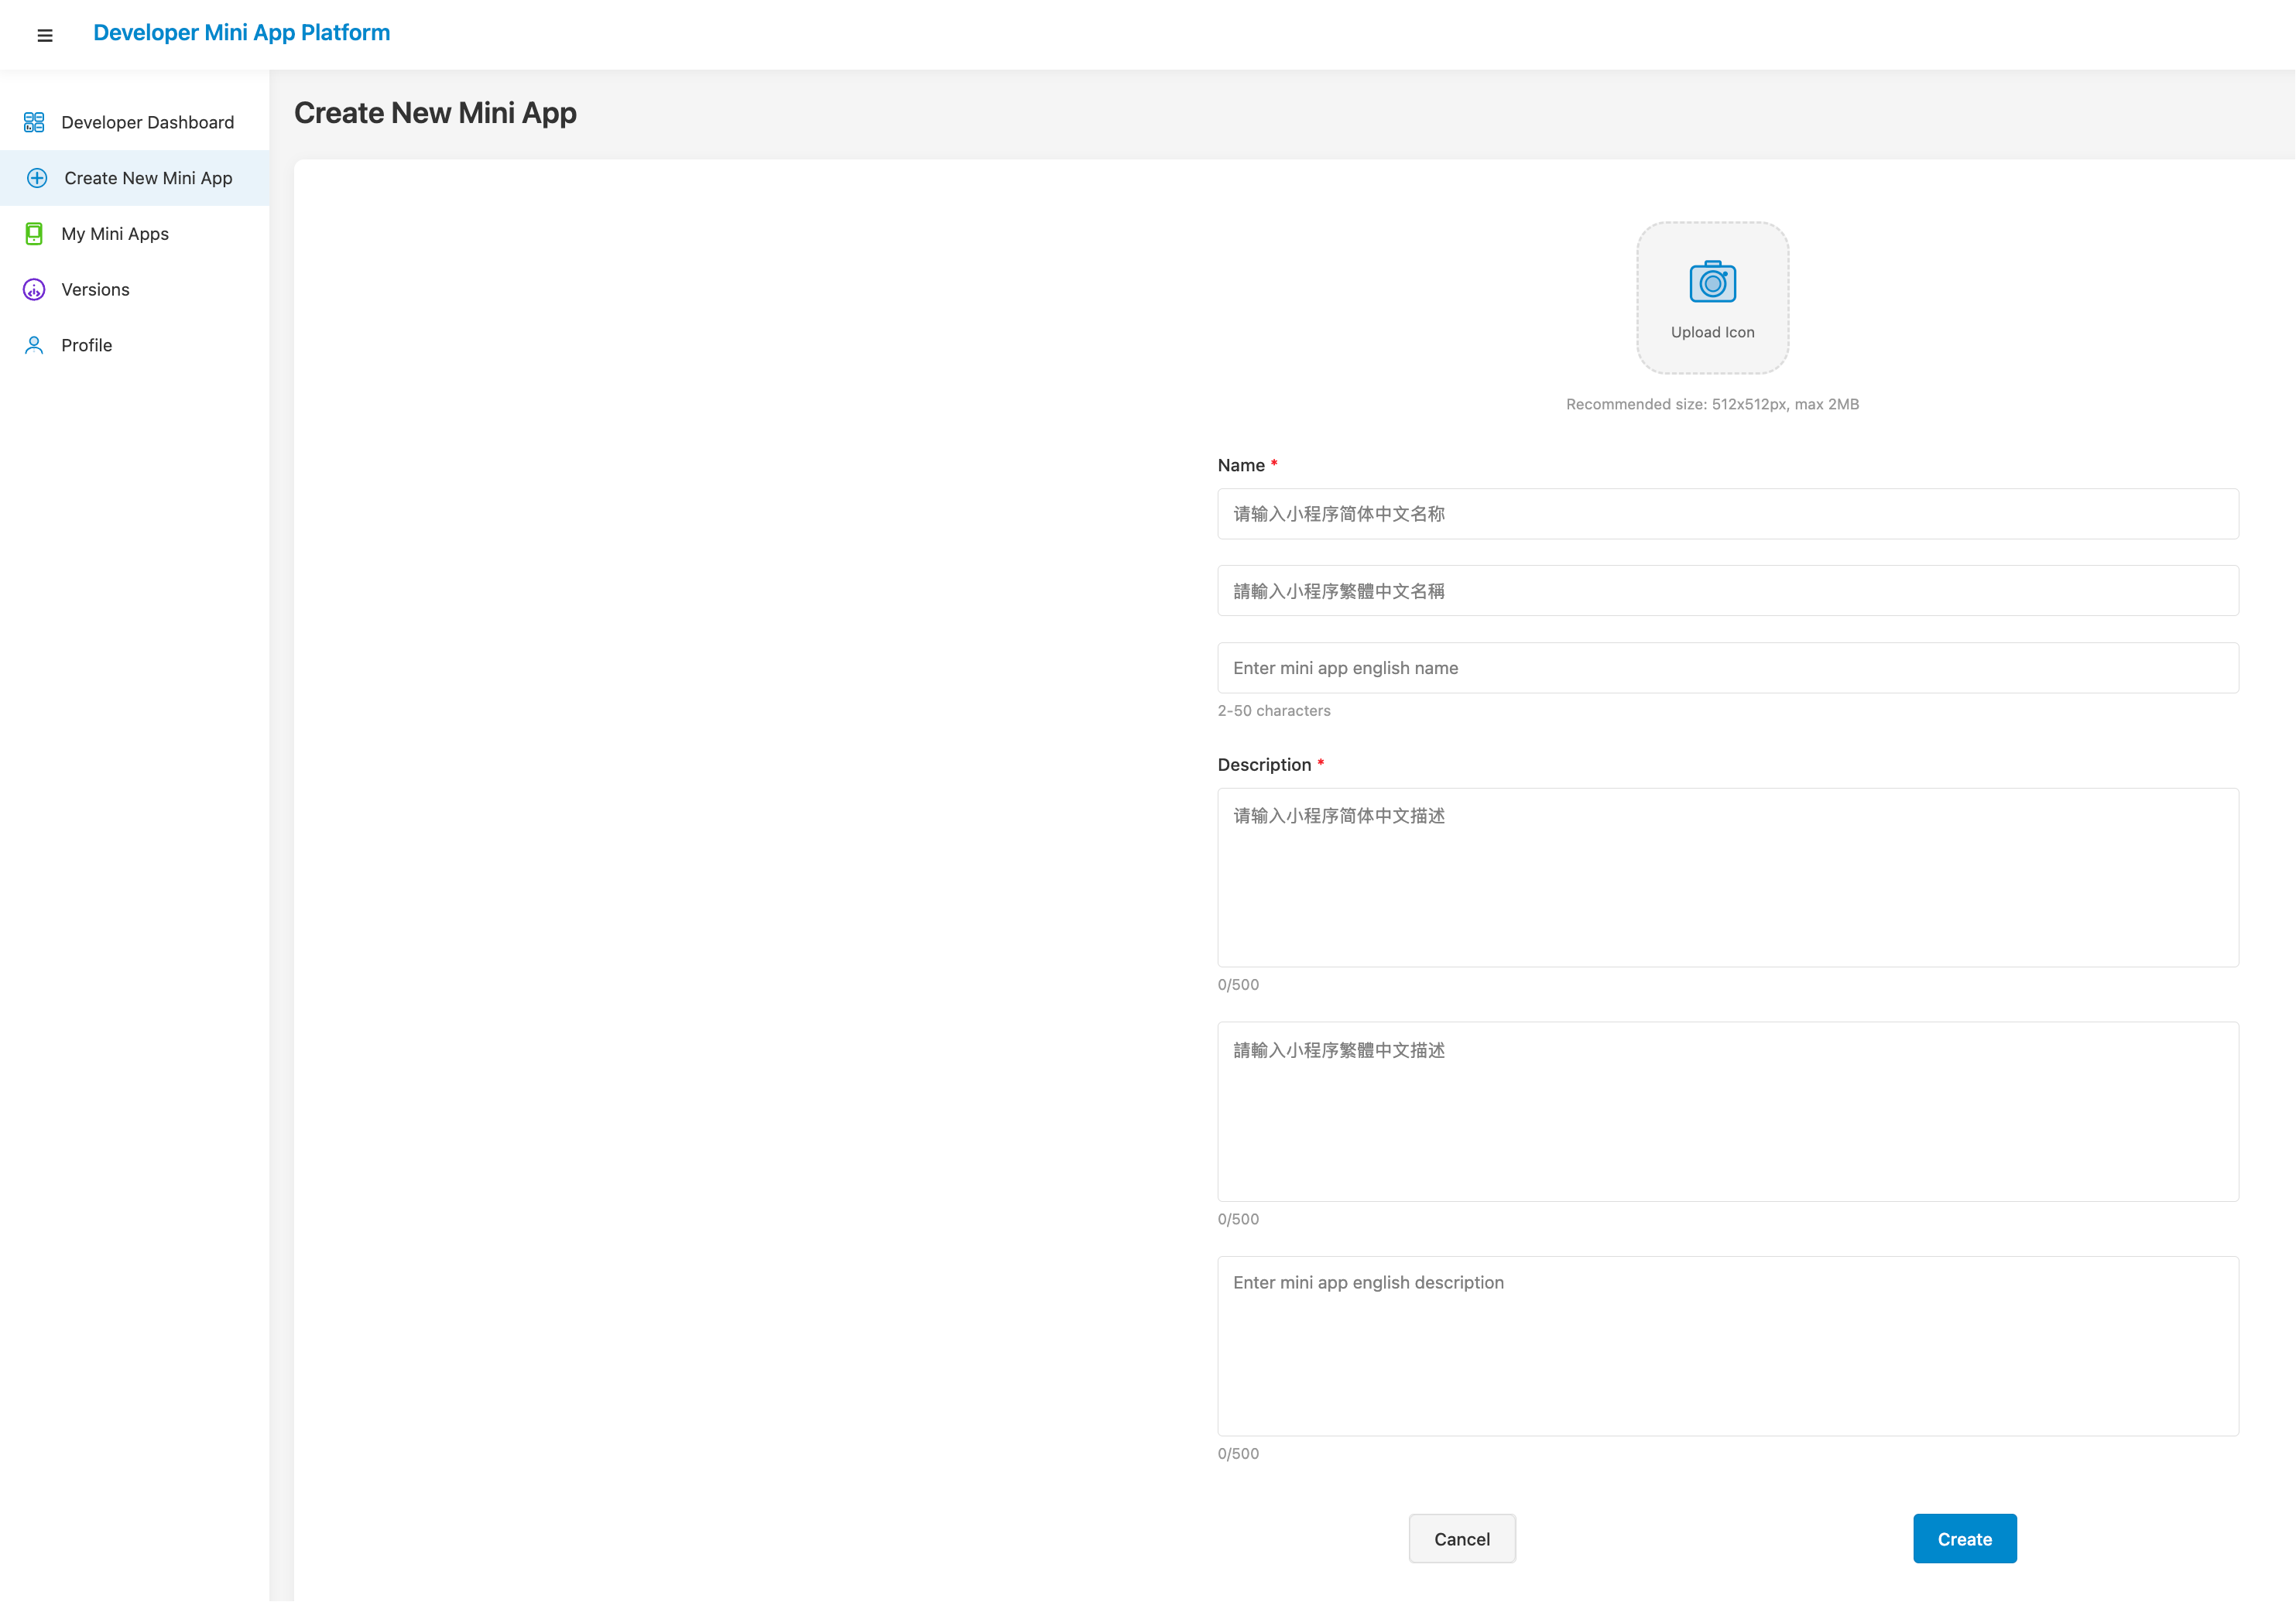 Developer Mini App Platform
Developer Dashboard
Create New Mini App
My Mini Apps
Versions
Profile
Create New Mini App
Upload Icon
Recommended size: 512x512px, max 2MB
Name *
请输入小程序简体中文名称
請輸入小程序繁體中文名稱
Enter mini app english name
2-50 characters
Description *
请输入小程序简体中文描述
0/500
請輸入小程序繁體中文描述
0/500
Enter mini app english description
0/500
Cancel
Create